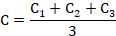 C = (C₁ + C₂ + C₃) / 3